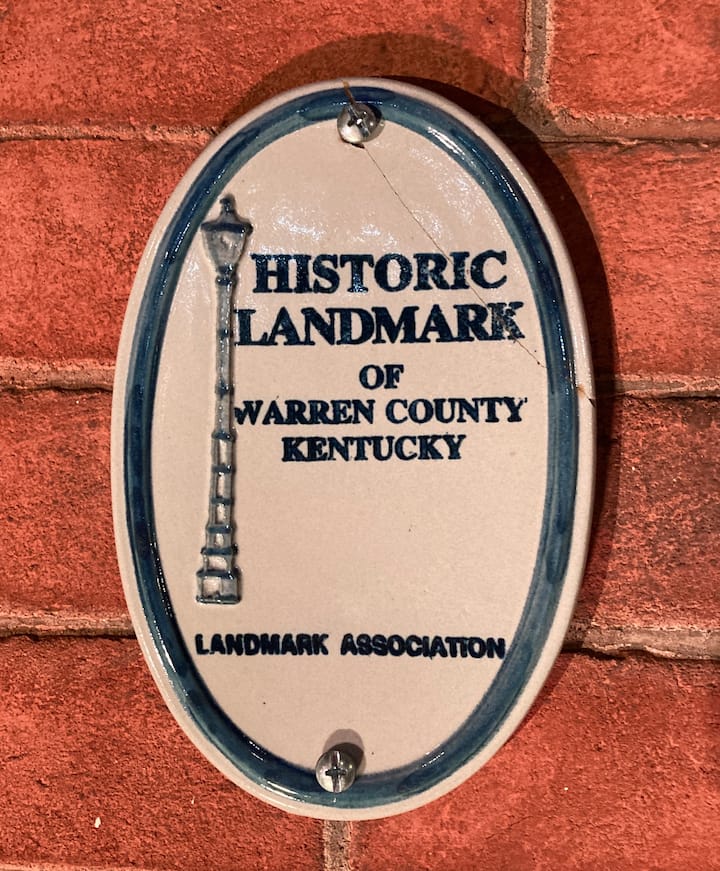 HISTORIC
LANDMARK
OF
WARREN COUNTY
KENTUCKY
LANDMARK ASSOCIATION